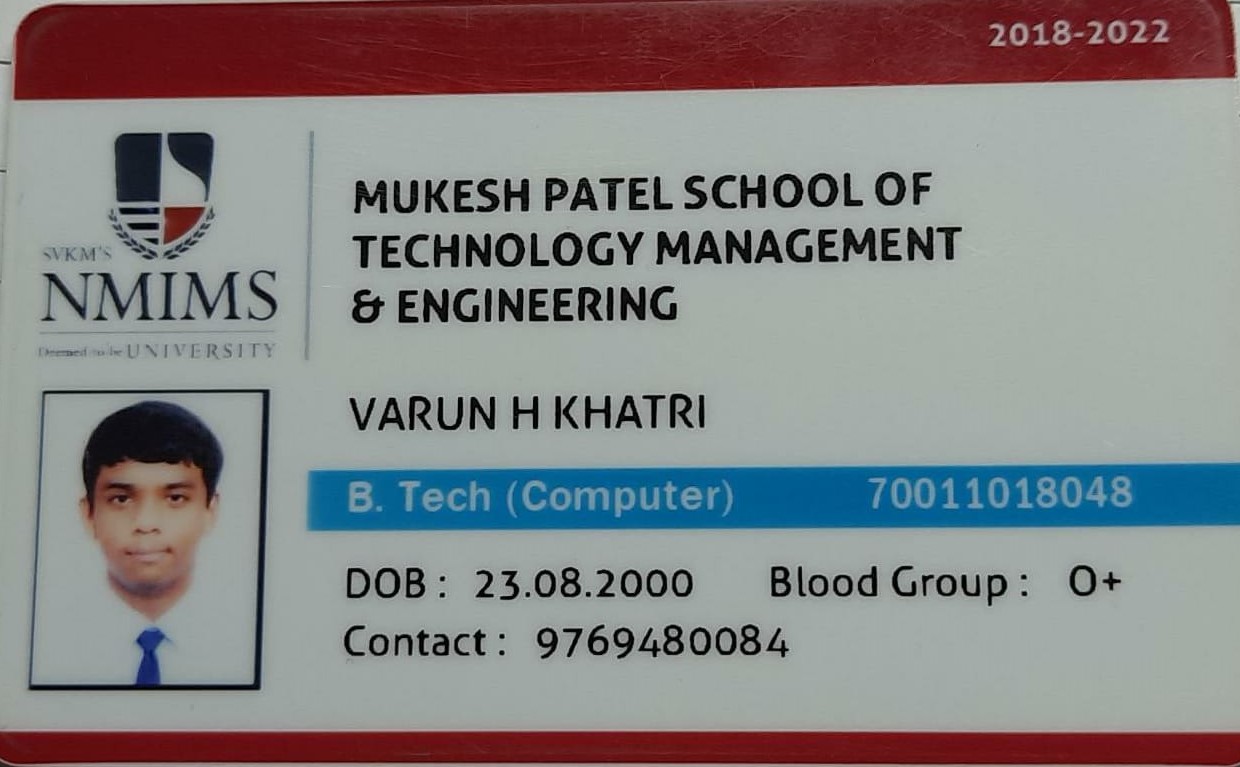 2018-2022
SVKM'S
NMIMS
Deemed to be UNIVERSITY
MUKESH PATEL SCHOOL OF
TECHNOLOGY MANAGEMENT
& ENGINEERING
VARUN H KHATRI
B. Tech (Computer) 70011018048
DOB : 23.08.2000 Blood Group : O+
Contact : 9769480084